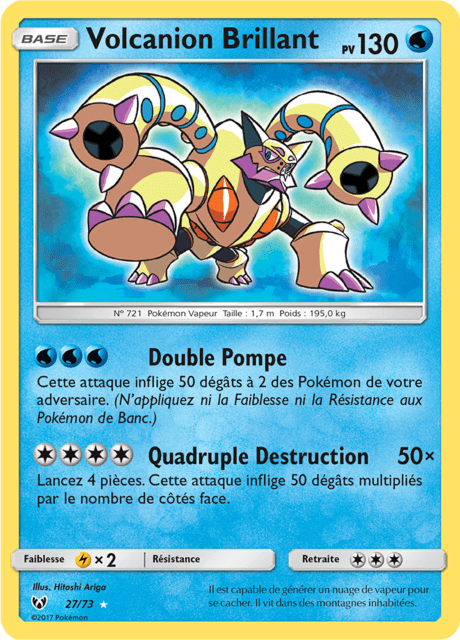 BASE Volcanion Brillant PV 130
N° 721 Pokémon Vapeur Taille : 1,7 m Poids : 195,0 kg
Double Pompe
Cette attaque inflige 50 dégâts à 2 des Pokémon de votre
adversaire. (N’appliquez ni la Faiblesse ni la Résistance aux
Pokémon de Banc.)
Quadruple Destruction 50×
Lancez 4 pièces. Cette attaque inflige 50 dégâts multipliés
par le nombre de côtés face.
Faiblesse × 2 Résistance Retraite
Illus. Hitoshi Ariga
27/73
©2017 Pokémon
Il est capable de générer un nuage de vapeur pour
se cacher. Il vit dans des montagnes inhabitées.